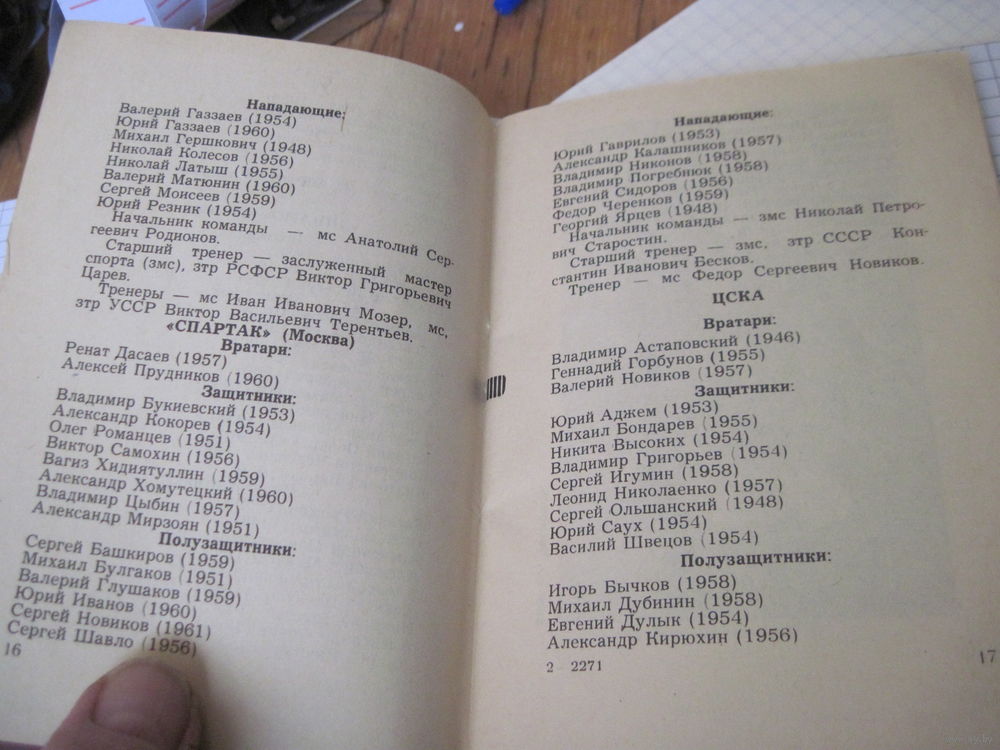 Нападающие:
Валерий Газзаев (1954)
Юрий Газзаев (1960)
Михаил Гершкович (1948)
Николай Колесов (1956)
Николай Латыш (1955)
Валерий Матюнин (1960)
Сергей Моисеев (1959)
Юрий Резник (1954)
Начальник команды — мс Анатолий Сер-
геевич Родионов.
Старший тренер — заслуженный мастер
спорта (змс), зтр РСФСР Виктор Григорьевич
Царев.
Тренеры — мс Иван Иванович Мозер, мс,
зтр УССР Виктор Васильевич Терентьев.
«СПАРТАК» (Москва)
Вратари:
Ренат Дасаев (1957)
Алексей Прудников (1960)
Защитники:
Владимир Букиевский (1953)
Александр Кокорев (1954)
Олег Романцев (1951)
Виктор Самохин (1956)
Вагиз Хидиятуллин (1959)
Александр Хомутецкий (1960)
Владимир Цыбин (1957)
Александр Мирзоян (1951)
Полузащитники:
Сергей Башкиров (1959)
Михаил Булгаков (1951)
Валерий Глушаков (1959)
Юрий Иванов (1960)
Сергей Новиков (1961)
Сергей Шавло (1956)
16
Нападающие:
Юрий Гаврилов (1953)
Александр Калашников (1957)
Владимир Никонов (1958)
Владимир Погребнюк (1958)
Евгений Сидоров (1956)
Федор Черенков (1959)
Георгий Ярцев (1948)
Начальник команды — змс Николай Петро-
вич Старостин.
Старший тренер — змс, зтр СССР Кон-
стантин Иванович Бесков.
Тренер — мс Федор Сергеевич Новиков.
ЦСКА
Вратари:
Владимир Астаповский (1946)
Геннадий Горбунов (1955)
Валерий Новиков (1957)
Защитники:
Юрий Аджем (1953)
Михаил Бондарев (1955)
Никита Высоких (1954)
Владимир Григорьев (1954)
Сергей Игумин (1958)
Леонид Николаенко (1957)
Сергей Ольшанский (1948)
Юрий Саух (1954)
Василий Швецов (1954)
Полузащитники:
Игорь Бычков (1958)
Михаил Дубинин (1958)
Евгений Дулык (1954)
Александр Кирюхин (1956)
2 2271
17